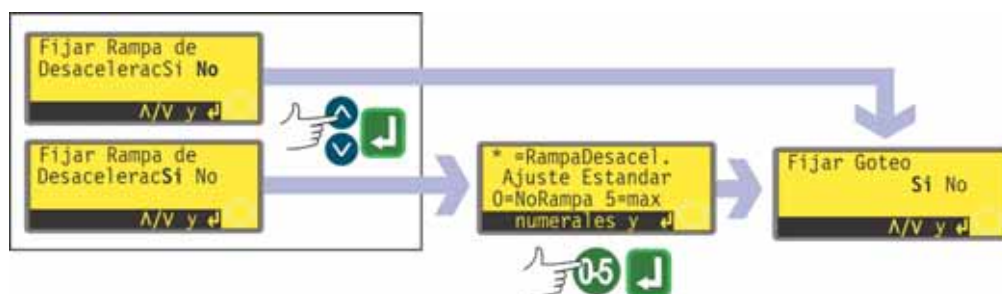 Fijar Rampa de
DesaceleracSi No
Λ/V y ↲
Fijar Rampa de
DesaceleracSi No
Λ/V y ↲
* =RampaDesacel.
Ajuste Estandar
0=NoRampa 5=max
numerales y ↲
0-5
Fijar Goteo
Si No
Λ/V y ↲